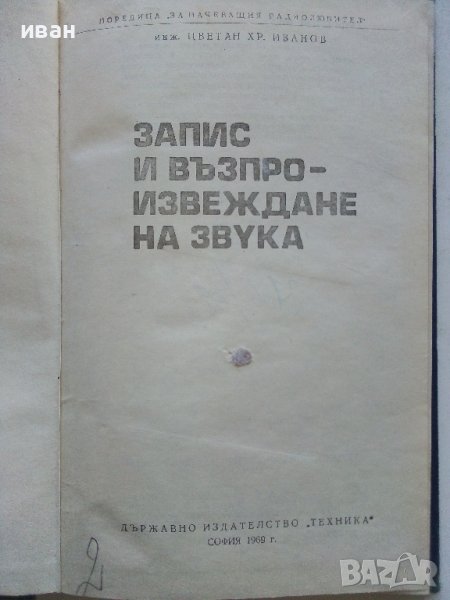 иван
ПОРЕДИЦА „ЗА НАЧЕВАЩИЯ РАДИОЛЮБИТЕЛ“
инж. ЦВЕТАН ХР. ИВАНОВ
ЗАПИС
И ВЪЗПРО-
ИЗВЕЖДАНЕ
НА ЗВУКА
ДЪРЖАВНО ИЗДАТЕЛСТВО „ТЕХНИКА“
СОФИЯ 1969 г.
2
BAZAR